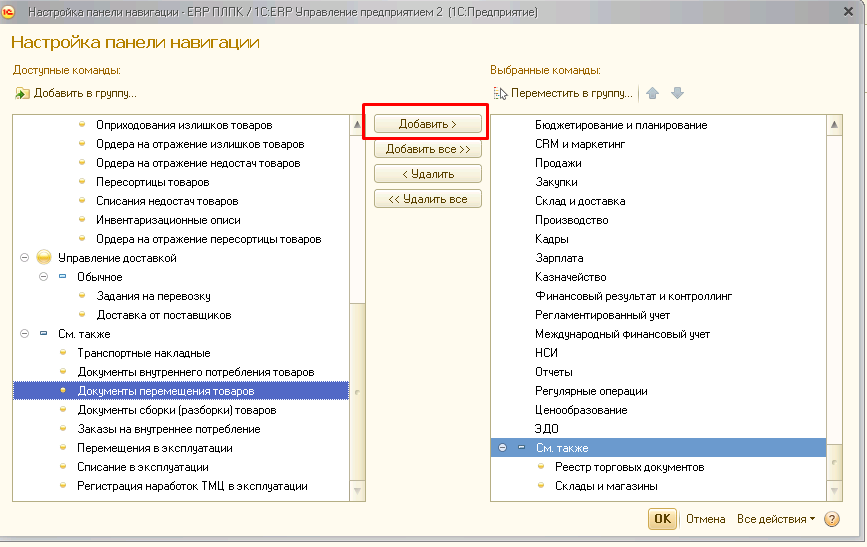 Настройка панели навигации - ERP ПЛПК / 1С:ERP Управление предприятием 2 (1С:Предприятие)
Настройка панели навигации
Доступные команды:
Добавить в группу...
Оприходования излишков товаров
Ордера на отражение излишков товаров
Ордера на отражение недостач товаров
Пересортицы товаров
Списания недостач товаров
Инвентаризационные описи
Ордера на отражение пересортицы товаров
Управление доставкой
Обычное
Задания на перевозку
Доставка от поставщиков
См. также
Транспортные накладные
Документы внутреннего потребления товаров
Документы перемещения товаров
Документы сборки (разборки) товаров
Заказы на внутреннее потребление
Перемещения в эксплуатации
Списание в эксплуатации
Регистрация наработок ТМЦ в эксплуатации
Добавить >
Добавить все >>
< Удалить
<< Удалить все
Выбранные команды:
Переместить в группу...
Бюджетирование и планирование
CRM и маркетинг
Продажи
Закупки
Склад и доставка
Производство
Кадры
Зарплата
Казначейство
Финансовый результат и контроллинг
Регламентированный учет
Международный финансовый учет
НСИ
Отчеты
Регулярные операции
Ценообразование
ЭДО
См. также
Реестр торговых документов
Склады и магазины
OK
Отмена
Все действия
?